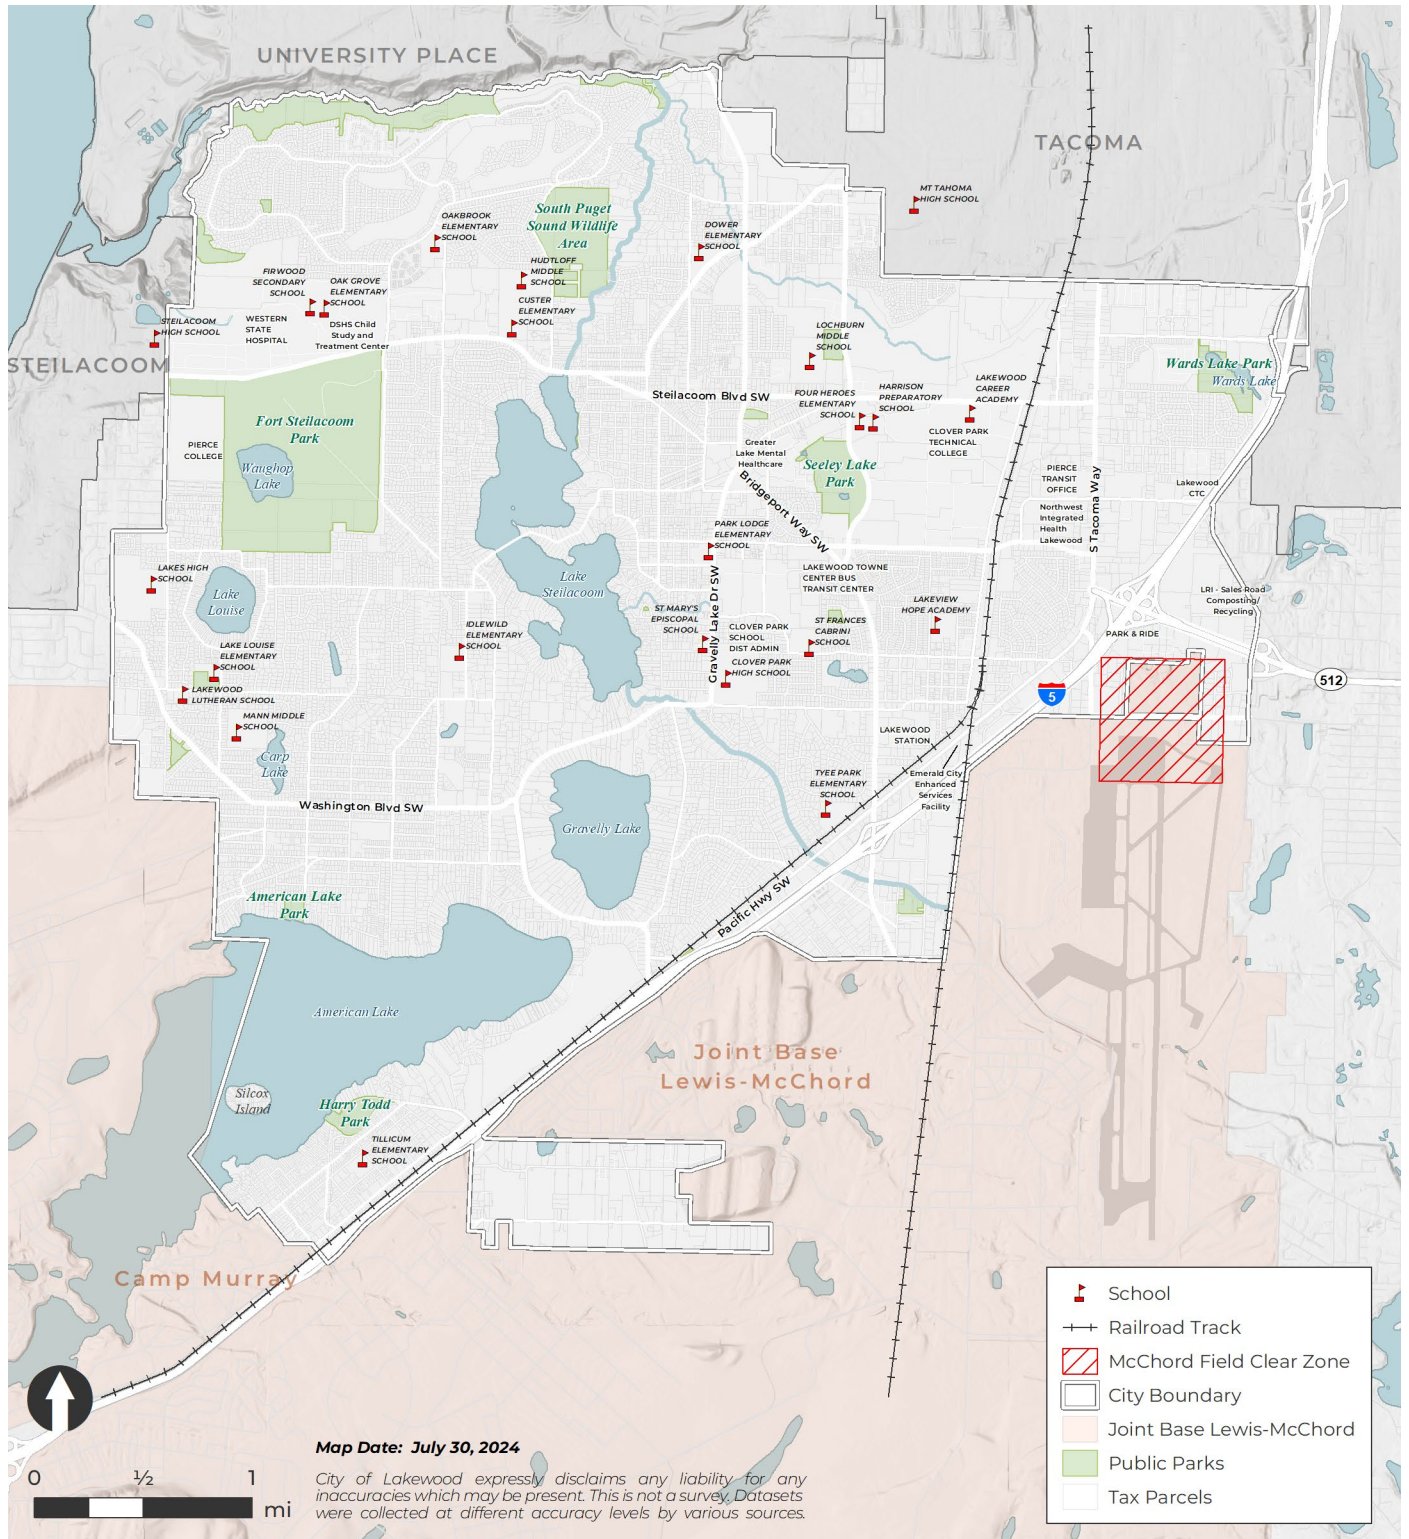 UNIVERSITY PLACE
TACOMA
MT TAHOMA
HIGH SCHOOL
OAKBROOK
ELEMENTARY
SCHOOL
South Puget
Sound Wildlife
Area
DOWER
ELEMENTARY
SCHOOL
HUDTLOFF
MIDDLE
SCHOOL
FIRWOOD
SECONDARY
SCHOOL
OAK GROVE
ELEMENTARY
SCHOOL
CUSTER
ELEMENTARY
SCHOOL
STEILACOOM
HIGH SCHOOL
WESTERN
STATE
HOSPITAL
DSHS Child
Study and
Treatment Center
LOCHBURN
MIDDLE
SCHOOL
STEILACOOM
Wards Lake Park
Wards Lake
Steilacoom Blvd SW
FOUR HEROES
ELEMENTARY
SCHOOL
HARRISON
PREPARATORY
SCHOOL
LAKEWOOD
CAREER
ACADEMY
CLOVER PARK
TECHNICAL
COLLEGE
Fort Steilacoom
Park
PIERCE
COLLEGE
Waughop
Lake
Greater
Lake Mental
Healthcare
Seeley Lake
Park
Bridgeport Way SW
PIERCE
TRANSIT
OFFICE
S Tacoma Way
Lakewood
CTC
Northwest
Integrated
Health
Lakewood
PARK LODGE
ELEMENTARY
SCHOOL
LAKES HIGH
SCHOOL
Lake
Louise
Lake
Steilacoom
Gravelly Lake Dr SW
LAKEWOOD TOWNE
CENTER BUS
TRANSIT CENTER
LRI - Sales Road
Composting/
Recycling
LAKEVIEW
HOPE ACADEMY
ST MARY'S
EPISCOPAL
SCHOOL
CLOVER PARK
SCHOOL
DIST ADMIN
ST FRANCES
CABRINI
SCHOOL
IDLEWILD
ELEMENTARY
SCHOOL
PARK & RIDE
LAKE LOUISE
ELEMENTARY
SCHOOL
CLOVER PARK
HIGH SCHOOL
512
5
LAKEWOOD
LUTHERAN SCHOOL
MANN MIDDLE
SCHOOL
LAKEWOOD
STATION
Carp
Lake
TYEE PARK
ELEMENTARY
SCHOOL
Emerald City
Enhanced
Services
Facility
Washington Blvd SW
Gravelly Lake
American Lake
Park
Pacific Hwy SW
American Lake
Joint Base
Lewis-McChord
Silcox
Island
Harry Todd
Park
TILLICUM
ELEMENTARY
SCHOOL
Camp Murray
School
Railroad Track
McChord Field Clear Zone
City Boundary
Joint Base Lewis-McChord
Public Parks
Tax Parcels
0 ½ 1
mi
Map Date: July 30, 2024
City of Lakewood expressly disclaims any liability for any
inaccuracies which may be present. This is not a survey. Datasets
were collected at different accuracy levels by various sources.